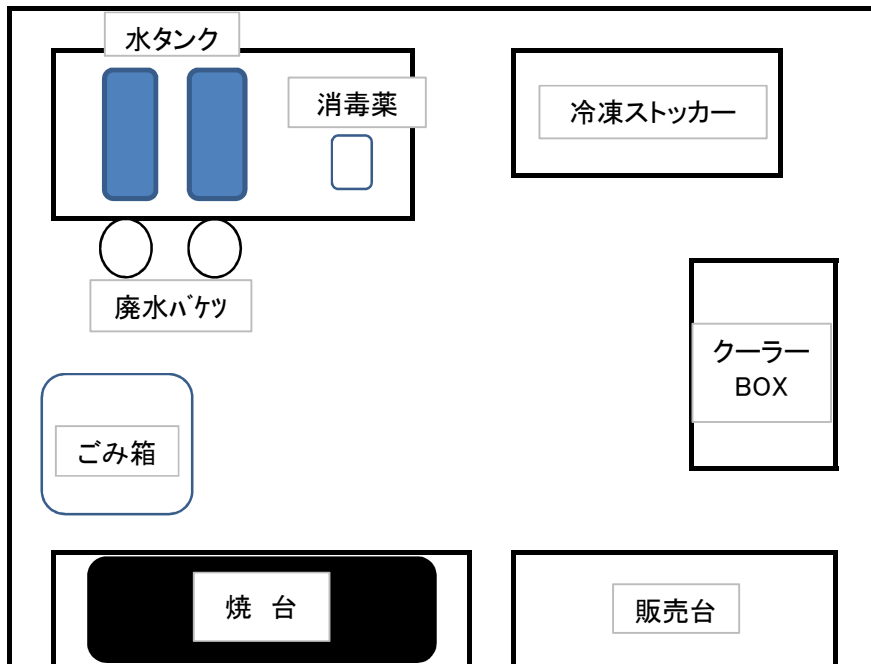 水タンク
消毒薬
冷凍ストッカー
廃水ﾊﾞｹﾂ
クーラー
BOX
ごみ箱
焼　台
販売台